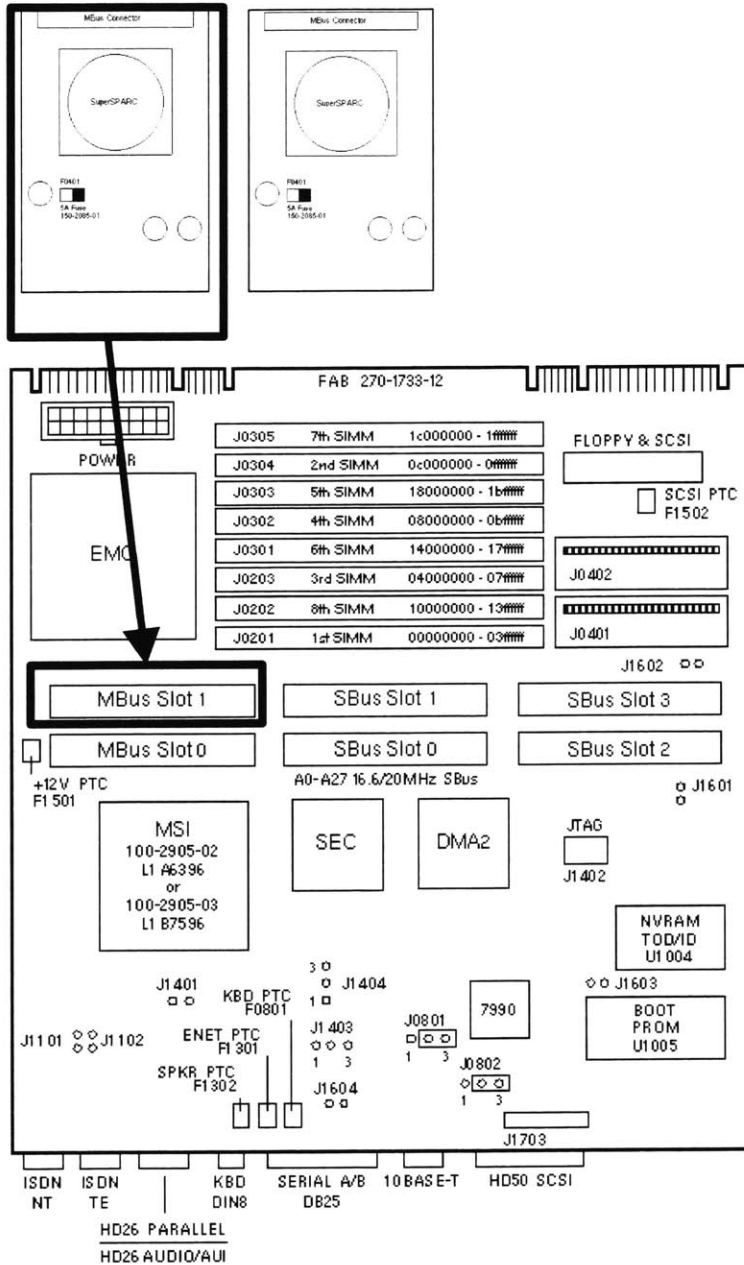 MBus Connector
SuperSPARC
F0401
5A Fuse
150-2085-01
MBus Connector
SuperSPARC
F0401
5A Fuse
150-2085-01
FAB 270-1733-12
POWER
J0305 7th SIMM 1c000000 - 1ffffff
J0304 2nd SIMM 0c000000 - 0ffffff
J0303 5th SIMM 18000000 - 1bffffff
J0302 4th SIMM 08000000 - 0bffffff
J0301 6th SIMM 14000000 - 17ffffff
J0203 3rd SIMM 04000000 - 07ffffff
J0202 8th SIMM 10000000 - 13ffffff
J0201 1st SIMM 00000000 - 03ffffff
FLOPPY & SCSI
SCSI PTC
F1502
EMC
J0402
J0401
J1602
MBus Slot 1
SBus Slot 1
SBus Slot 3
MBus Slot 0
SBus Slot 0
SBus Slot 2
+12V PTC
F1501
A0-A27 16.6/20MHz SBus
J1601
MSI
100-2905-02
L1 A6396
or
100-2905-03
L1 B7596
SEC
DMA2
JTAG
J1402
NVRAM
TOD/ID
U1004
J1603
BOOT
PROM
U1005
7990
J1401
3
J1404
1
KBD PTC
F0801
J1101
J1102
ENET PTC
F1301
J1403
1 3
J0801
1 3
SPKR PTC
F1302
J1604
J0802
1 3
J1703
ISDN
NT
ISDN
TE
KBD
DIN8
SERIAL A/B
DB25
10BASE-T
HD50 SCSI
HD26 PARALLEL
HD26 AUDIO/AUI